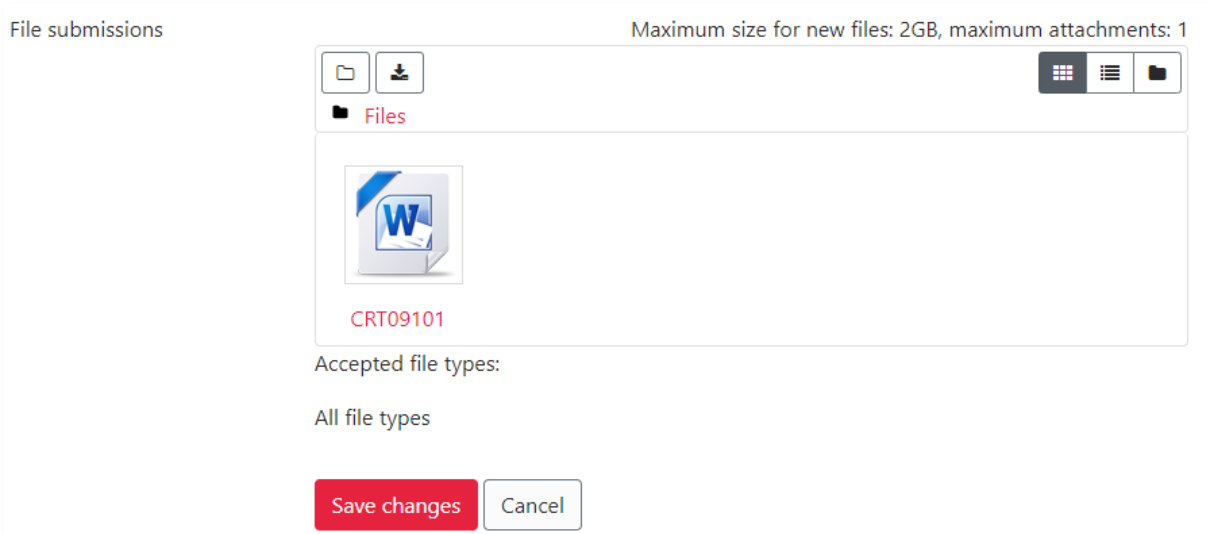 File submissions
Maximum size for new files: 2GB, maximum attachments: 1
Files
W
CRT09101
Accepted file types:
All file types
Save changes
Cancel